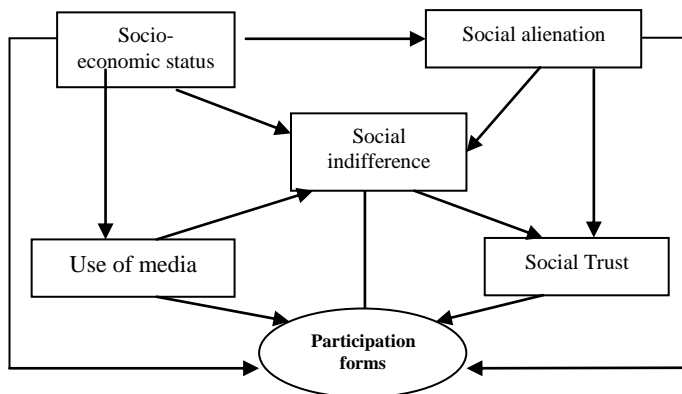 Socio-
economic status
Social alienation
Social
indifference
Use of media
Social Trust
Participation
forms